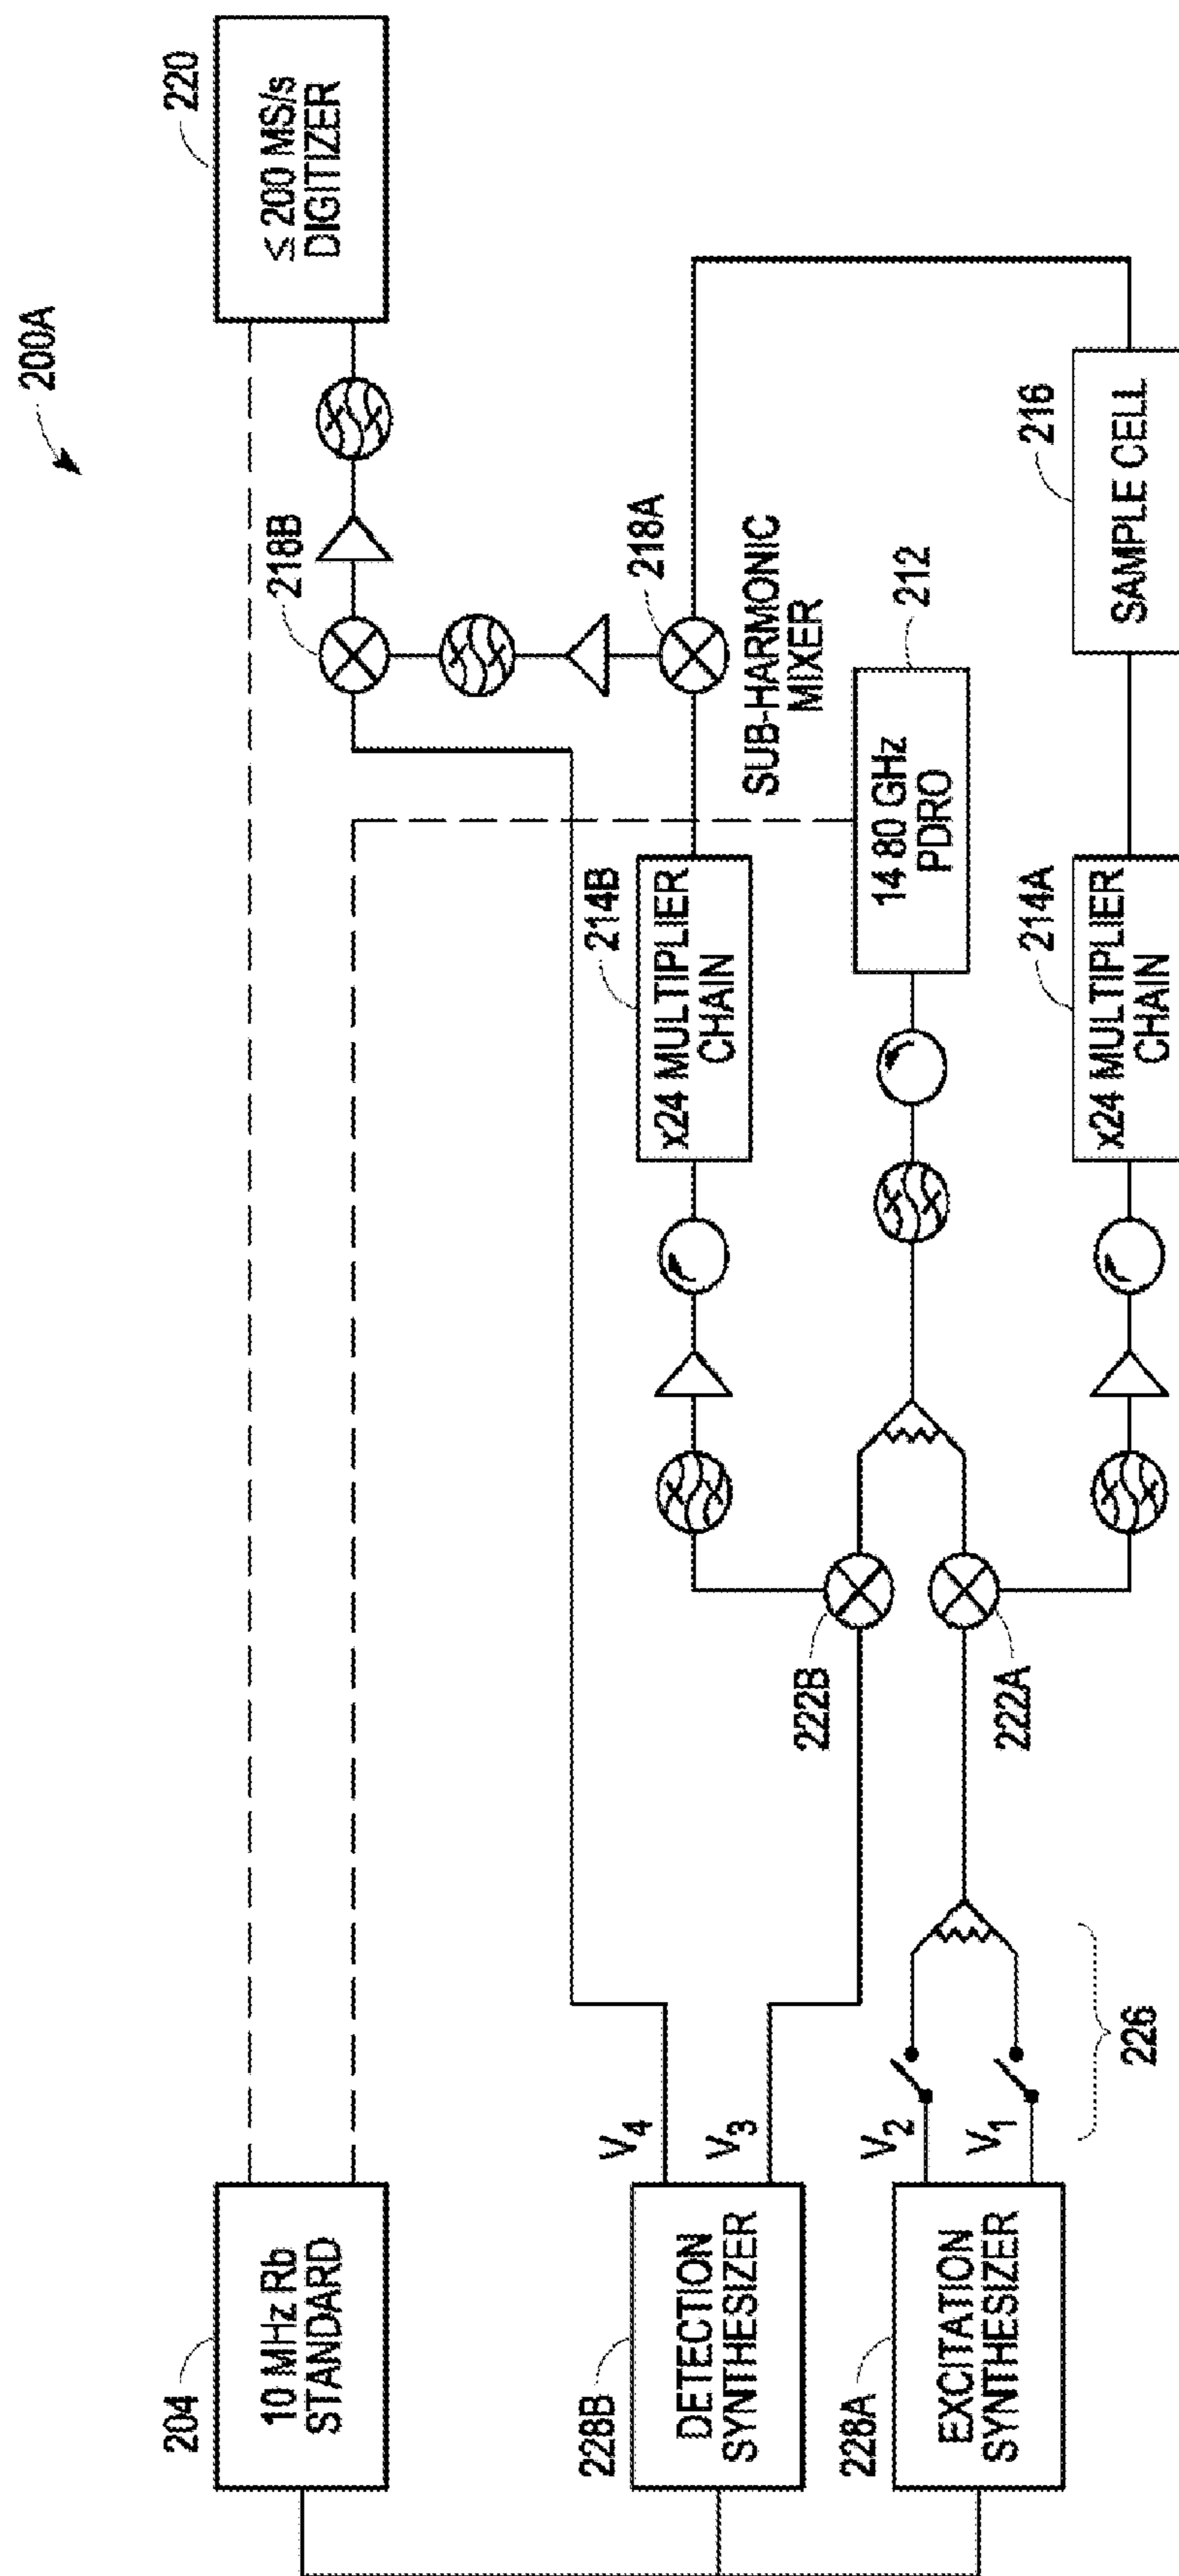 200A
204
10 MHz Rb
STANDARD
220
≤ 200 MS/s
DIGITIZER
218B
218A
SUB-HARMONIC
MIXER
228B
DETECTION
SYNTHESIZER
V4
V3
214B
x24 MULTIPLIER
CHAIN
212
14 80 GHz
PDRO
222B
222A
228A
EXCITATION
SYNTHESIZER
V2
V1
226
214A
x24 MULTIPLIER
CHAIN
216
SAMPLE CELL